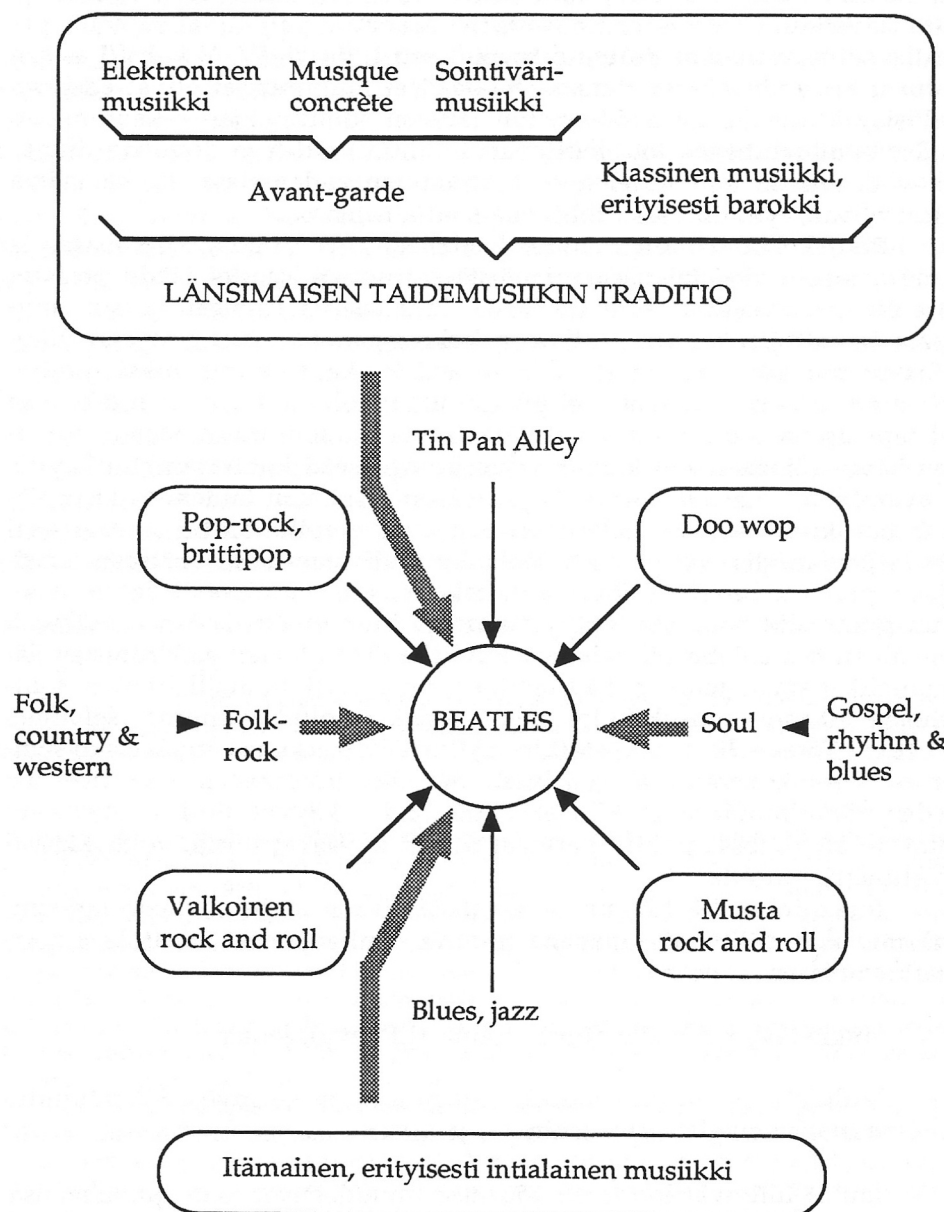 Elektroninen
musiikki
Musique
concrète
Sointiväri-
musiikki
Avant-garde
Klassinen musiikki,
erityisesti barokki
LÄNSIMAISEN TAIDEMUSIIKIN TRADITIO
Tin Pan Alley
Pop-rock,
brittipop
Doo wop
Folk,
country &
western
Folk-
rock
BEATLES
Soul
Gospel,
rhythm &
blues
Valkoinen
rock and roll
Musta
rock and roll
Blues, jazz
Itämainen, erityisesti intialainen musiikki